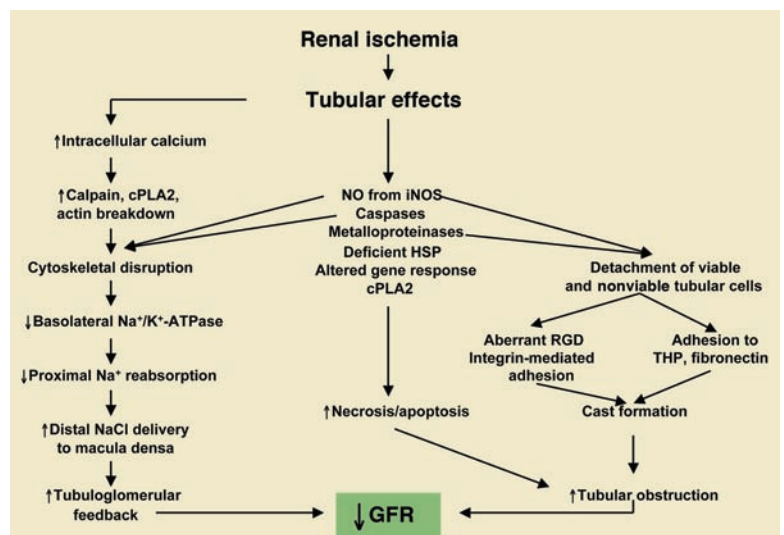 Renal ischemia
Tubular effects
↑Intracellular calcium
↑Calpain, cPLA2,
actin breakdown
Cytoskeletal disruption
↓Basolateral Na⁺/K⁺-ATPase
↓Proximal Na⁺ reabsorption
↑Distal NaCl delivery
to macula densa
↑Tubuloglomerular
feedback
NO from iNOS
Caspases
Metalloproteinases
Deficient HSP
Altered gene response
cPLA2
↑Necrosis/apoptosis
Detachment of viable
and nonviable tubular cells
Aberrant RGD
Integrin-mediated
adhesion
Adhesion to
THP, fibronectin
Cast formation
↑Tubular obstruction
↓GFR